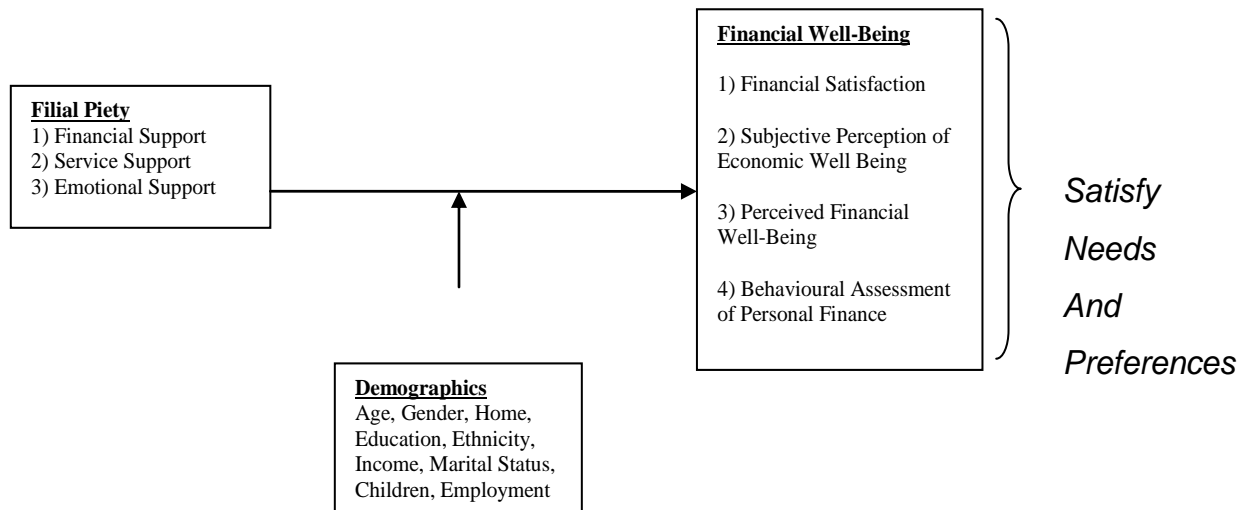 Filial Piety
1) Financial Support
2) Service Support
3) Emotional Support
Financial Well-Being
1) Financial Satisfaction
2) Subjective Perception of
Economic Well Being
3) Perceived Financial
Well-Being
4) Behavioural Assessment
of Personal Finance
Satisfy
Needs
And
Preferences
Demographics
Age, Gender, Home,
Education, Ethnicity,
Income, Marital Status,
Children, Employment